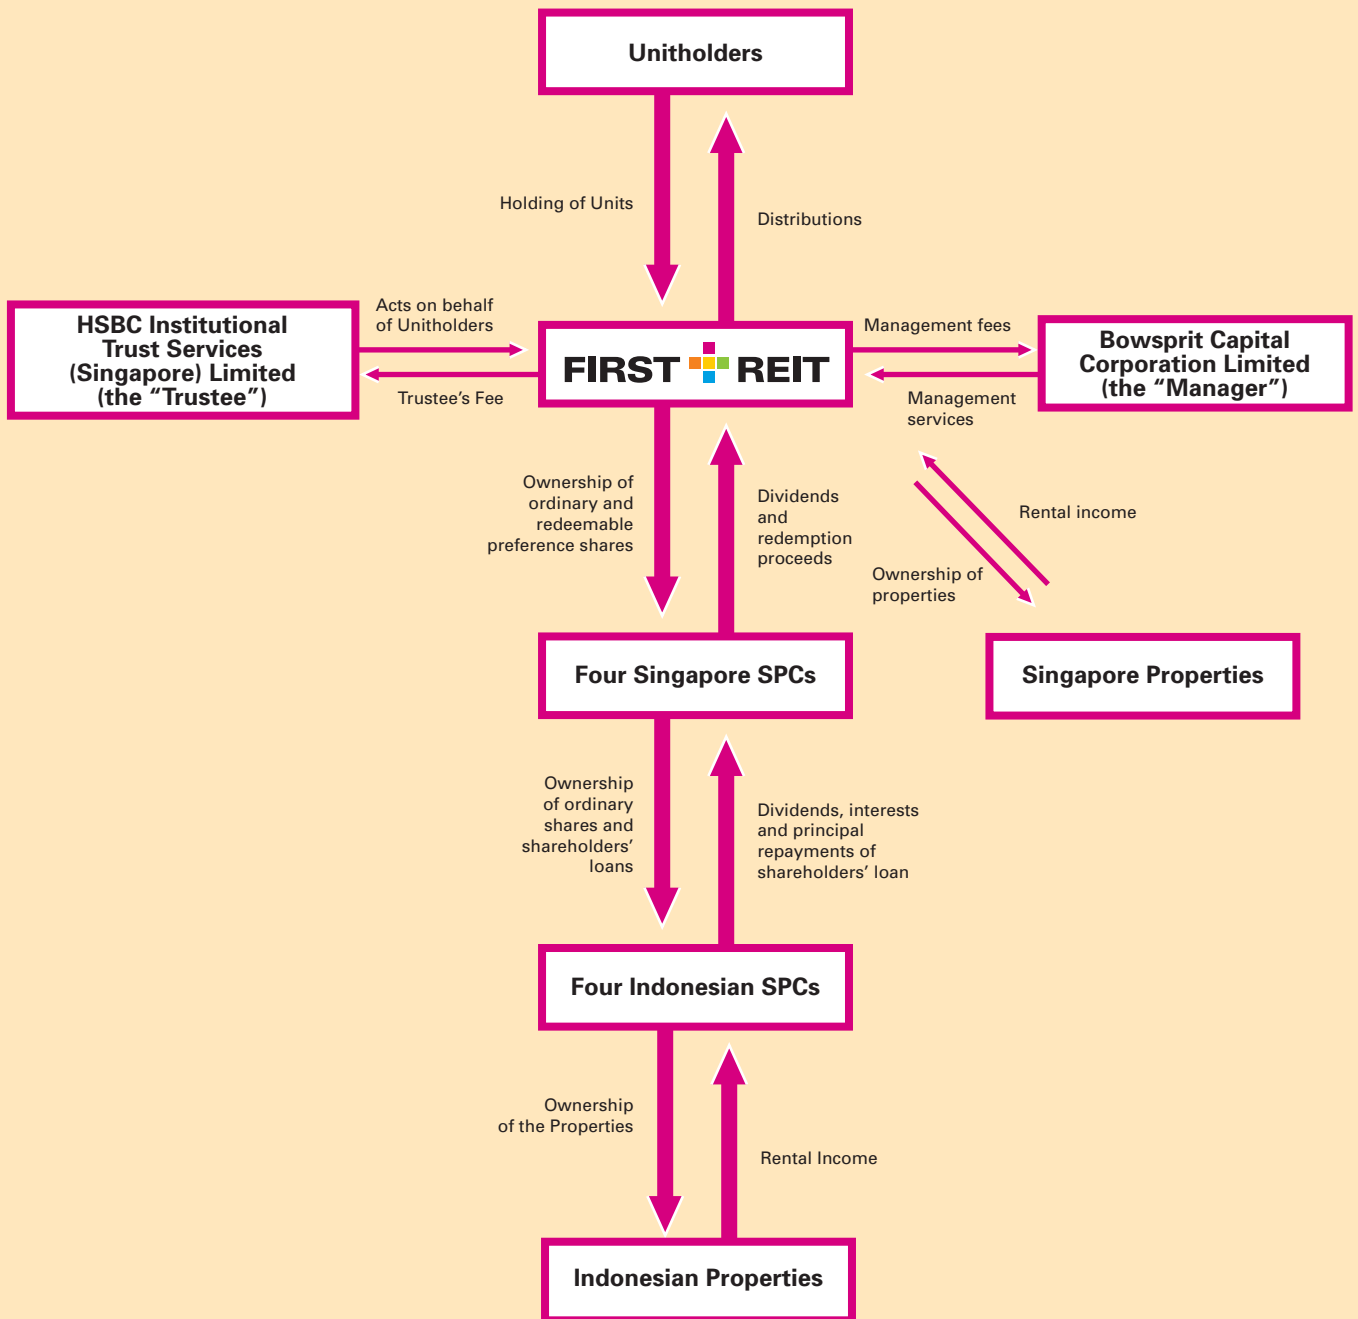 Unitholders
Holding of Units
Distributions
HSBC Institutional
Trust Services
(Singapore) Limited
(the “Trustee”)
Acts on behalf
of Unitholders
Trustee’s Fee
FIRST REIT
Management fees
Management
services
Bowsprit Capital
Corporation Limited
(the “Manager”)
Ownership of
ordinary and
redeemable
preference shares
Dividends
and
redemption
proceeds
Rental income
Ownership of
properties
Four Singapore SPCs
Singapore Properties
Ownership
of ordinary
shares and
shareholders’
loans
Dividends, interests
and principal
repayments of
shareholders’ loan
Four Indonesian SPCs
Ownership
of the Properties
Rental Income
Indonesian Properties